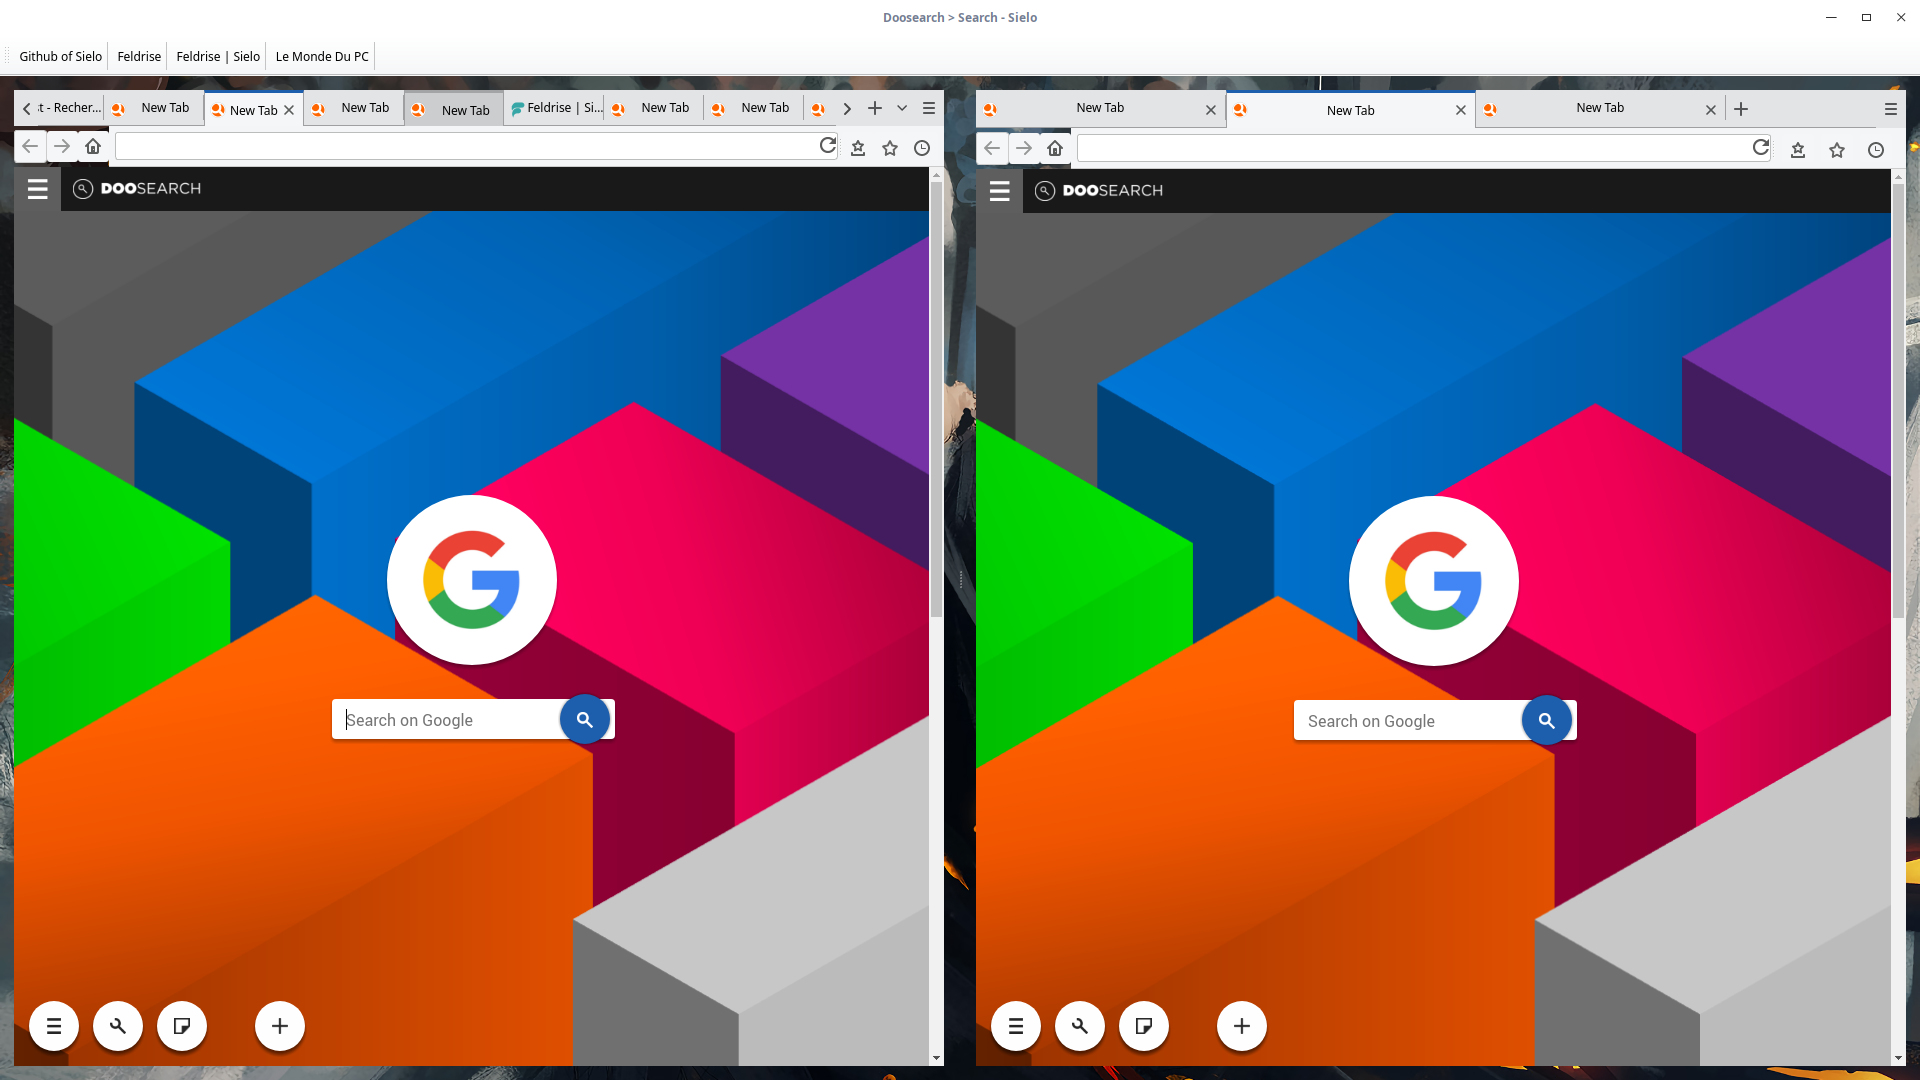 Doosearch > Search - Sielo
Github of Sielo Feldrise Feldrise | Sielo Le Monde Du PC
:t - Recher... New Tab New Tab New Tab New Tab Feldrise | Si... New Tab New Tab
DOOSEARCH
Search on Google
New Tab New Tab New Tab
DOOSEARCH
Search on Google